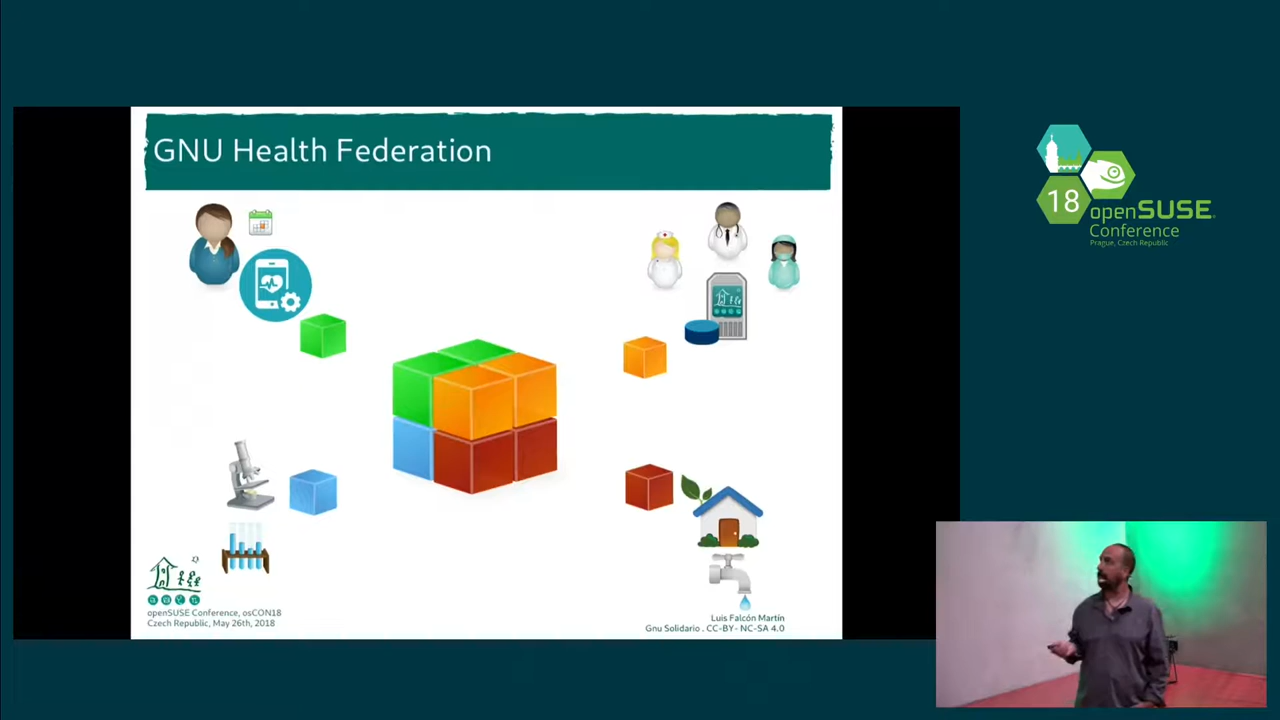 GNU Health Federation
openSUSE Conference, osCON18
Czech Republic, May 26th, 2018
Luis Falcón Martín
Gnu Solidario . CC-BY- NC-SA 4.0
18
openSUSE
Conference
Prague, Czech Republic